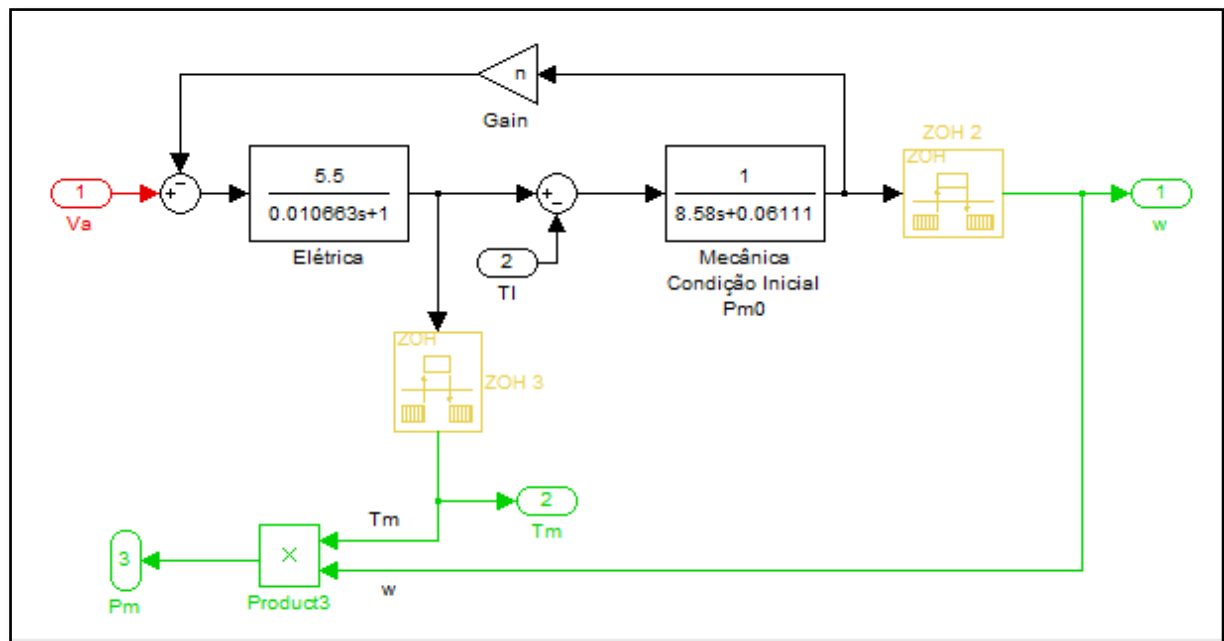 n
Gain
ZOH 2
ZOH
1
Va
+
−
5.5
0.010663s+1
Elétrica
+
−
2
Tl
1
8.58s+0.06111
Mecânica
Condição Inicial
Pm0
1
w
ZOH
ZOH 3
2
Tm
Tm
3
Pm
×
w
Product3